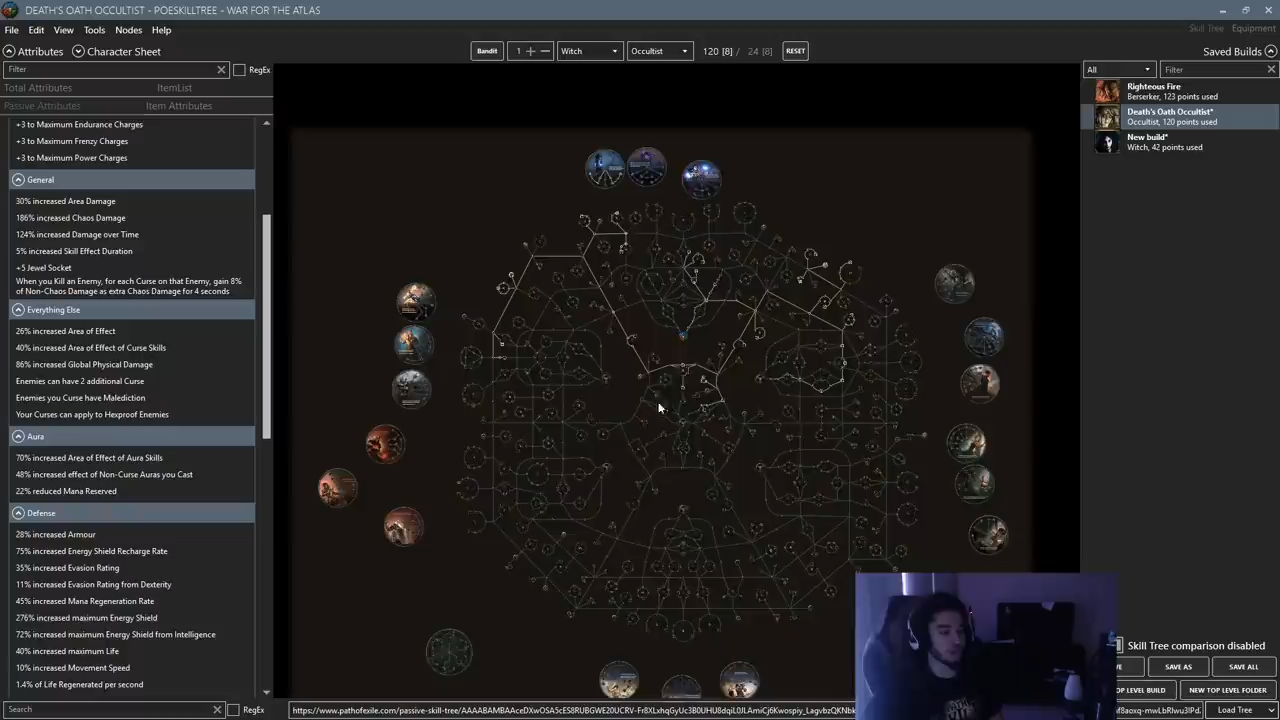 DEATH'S OATH OCCULTIST - POESKILLTREE - WAR FOR THE ATLAS
File Edit View Tools Nodes Help
Skill Tree Equipment
Attributes Character Sheet
Bandit 1 Witch Occultist 120 [8] / 24 [8] RESET
Saved Builds
Filter RegEx
All Filter
Total Attributes ItemList
Passive Attributes Item Attributes
+3 to Maximum Endurance Charges
+3 to Maximum Frenzy Charges
+3 to Maximum Power Charges
General
30% increased Area Damage
186% increased Chaos Damage
124% increased Damage over Time
5% increased Skill Effect Duration
+5 Jewel Socket
When you Kill an Enemy, for each Curse on that Enemy, gain 8%
of Non-Chaos Damage as extra Chaos Damage for 4 seconds
Everything Else
26% increased Area of Effect
40% increased Area of Effect of Curse Skills
86% increased Global Physical Damage
Enemies can have 2 additional Curse
Enemies you Curse have Malediction
Your Curses can apply to Hexproof Enemies
Aura
70% increased Area of Effect of Aura Skills
48% increased effect of Non-Curse Auras you Cast
22% reduced Mana Reserved
Defense
28% increased Armour
75% increased Energy Shield Recharge Rate
35% increased Evasion Rating
11% increased Evasion Rating from Dexterity
45% increased Mana Regeneration Rate
276% increased maximum Energy Shield
72% increased maximum Energy Shield from Intelligence
40% increased maximum Life
10% increased Movement Speed
1.4% of Life Regenerated per second
Search RegEx
Righteous Fire
Berserker, 123 points used
Death's Oath Occultist*
Occultist, 120 points used
New build*
Witch, 42 points used
Skill Tree comparison disabled
SAVE AS SAVE ALL
OP LEVEL BUILD NEW TOP LEVEL FOLDER
Load Tree